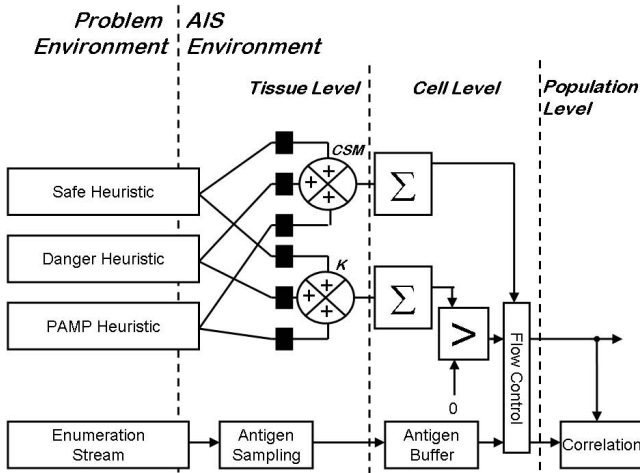 Problem Environment
AIS Environment
Tissue Level
Cell Level
Population Level
CSM
+ + + +
Σ
Safe Heuristic
Danger Heuristic
K
PAMP Heuristic
+ + + +
Σ
>
0
Flow Control
Enumeration Stream
Antigen Sampling
Antigen Buffer
Correlation